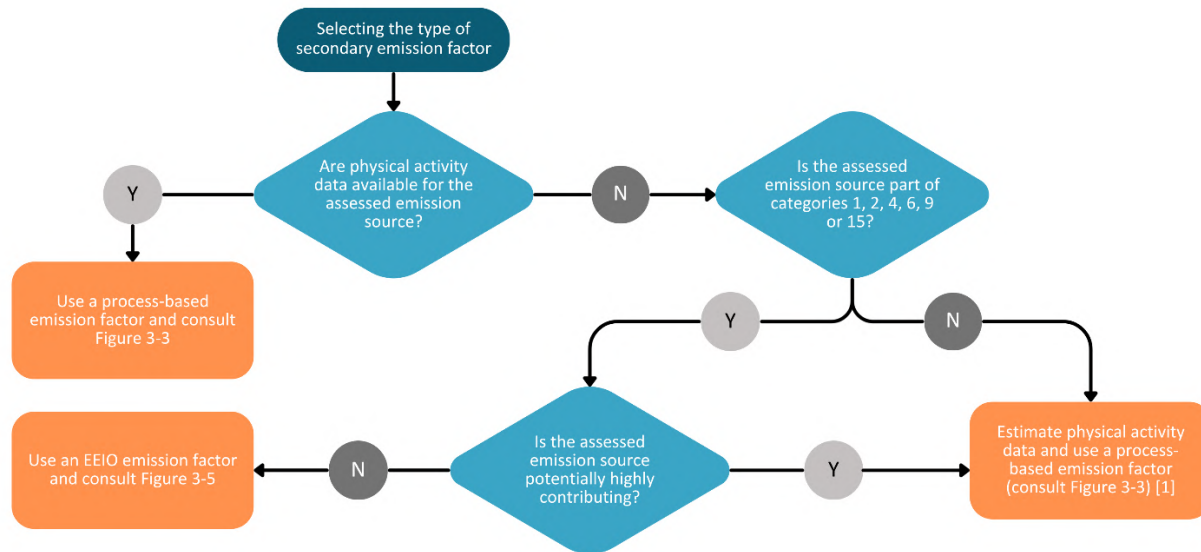 Selecting the type of
secondary emission factor
Are physical activity
data available for the
assessed emission
source?
Y
N
Is the assessed
emission source part of
categories 1, 2, 4, 6, 9
or 15?
Use a process-based
emission factor and consult
Figure 3-3
Y
N
Is the assessed
emission source
potentially highly
contributing?
N
Y
Use an EEIO emission factor
and consult Figure 3-5
Estimate physical activity
data and use a process-
based emission factor
(consult Figure 3-3) [1]